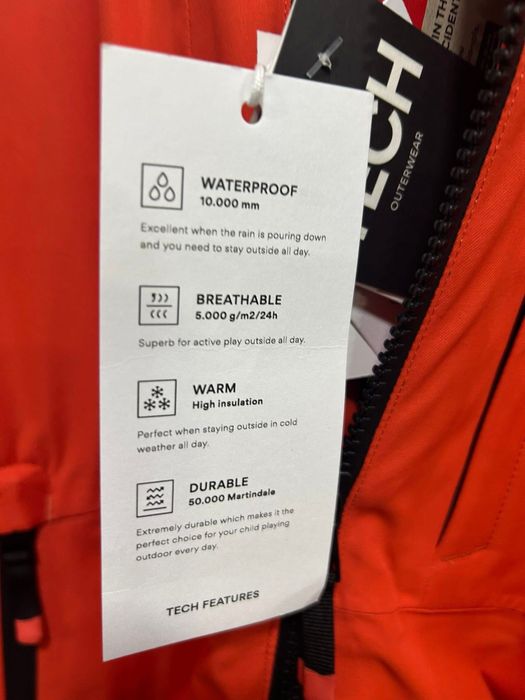 IN TH
CIDEN
TECH
OUTERWEAR
WATERPROOF
10.000 mm
Excellent when the rain is pouring down
and you need to stay outside all day.
BREATHABLE
5.000 g/m2/24h
Superb for active play outside all day.
WARM
High insulation
Perfect when staying outside in cold
weather all day.
DURABLE
50.000 Martindale
Extremely durable which makes it the
perfect choice for your child playing
outdoor every day.
TECH FEATURES